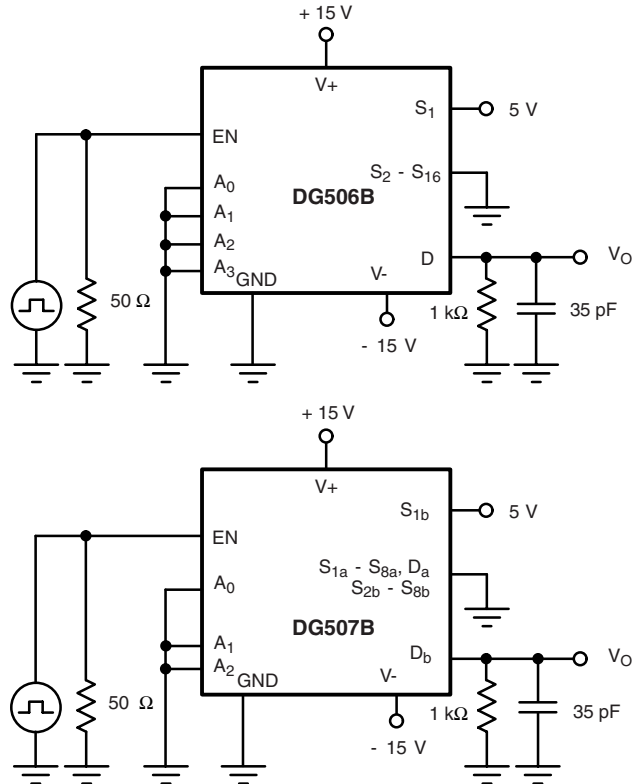 + 15 V
V+
S1
5 V
EN
S2 - S16
A0
DG506B
A1
A2
D
VO
A3
GND
V-
50 Ω
1 kΩ
35 pF
- 15 V
+ 15 V
V+
S1b
5 V
EN
S1a - S8a, Da
A0
S2b - S8b
DG507B
A1
Db
VO
A2
GND
V-
50 Ω
1 kΩ
35 pF
- 15 V